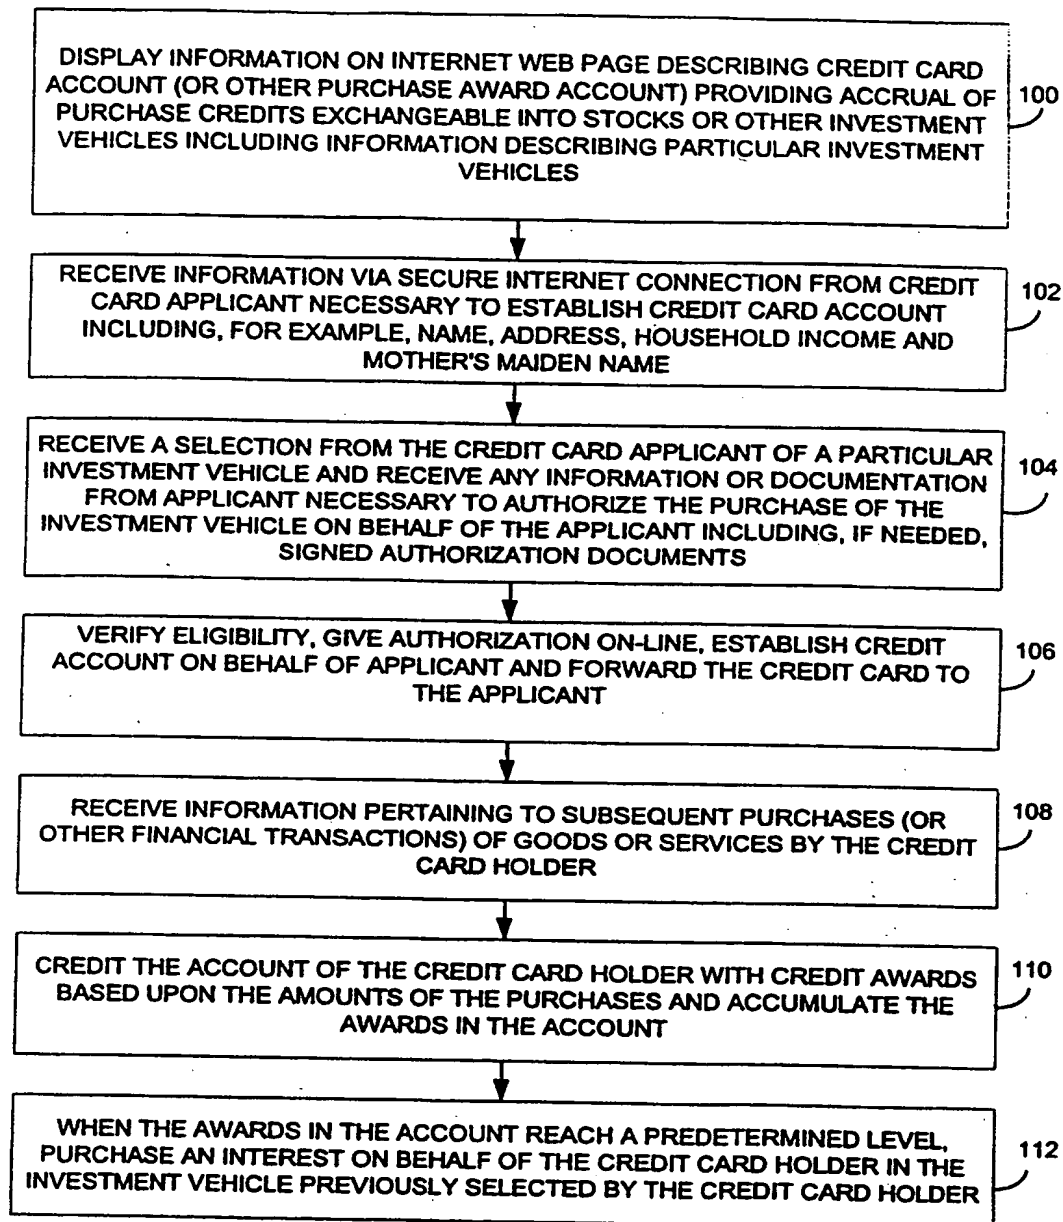 DISPLAY INFORMATION ON INTERNET WEB PAGE DESCRIBING CREDIT CARD
ACCOUNT (OR OTHER PURCHASE AWARD ACCOUNT) PROVIDING ACCRUAL OF
PURCHASE CREDITS EXCHANGEABLE INTO STOCKS OR OTHER INVESTMENT
VEHICLES INCLUDING INFORMATION DESCRIBING PARTICULAR INVESTMENT
VEHICLES
100
RECEIVE INFORMATION VIA SECURE INTERNET CONNECTION FROM CREDIT
CARD APPLICANT NECESSARY TO ESTABLISH CREDIT CARD ACCOUNT
INCLUDING, FOR EXAMPLE, NAME, ADDRESS, HOUSEHOLD INCOME AND
MOTHER'S MAIDEN NAME
102
RECEIVE A SELECTION FROM THE CREDIT CARD APPLICANT OF A PARTICULAR
INVESTMENT VEHICLE AND RECEIVE ANY INFORMATION OR DOCUMENTATION
FROM APPLICANT NECESSARY TO AUTHORIZE THE PURCHASE OF THE
INVESTMENT VEHICLE ON BEHALF OF THE APPLICANT INCLUDING, IF NEEDED,
SIGNED AUTHORIZATION DOCUMENTS
104
VERIFY ELIGIBILITY, GIVE AUTHORIZATION ON-LINE, ESTABLISH CREDIT
ACCOUNT ON BEHALF OF APPLICANT AND FORWARD THE CREDIT CARD TO
THE APPLICANT
106
RECEIVE INFORMATION PERTAINING TO SUBSEQUENT PURCHASES (OR
OTHER FINANCIAL TRANSACTIONS) OF GOODS OR SERVICES BY THE CREDIT
CARD HOLDER
108
CREDIT THE ACCOUNT OF THE CREDIT CARD HOLDER WITH CREDIT AWARDS
BASED UPON THE AMOUNTS OF THE PURCHASES AND ACCUMULATE THE
AWARDS IN THE ACCOUNT
110
WHEN THE AWARDS IN THE ACCOUNT REACH A PREDETERMINED LEVEL,
PURCHASE AN INTEREST ON BEHALF OF THE CREDIT CARD HOLDER IN THE
INVESTMENT VEHICLE PREVIOUSLY SELECTED BY THE CREDIT CARD HOLDER
112